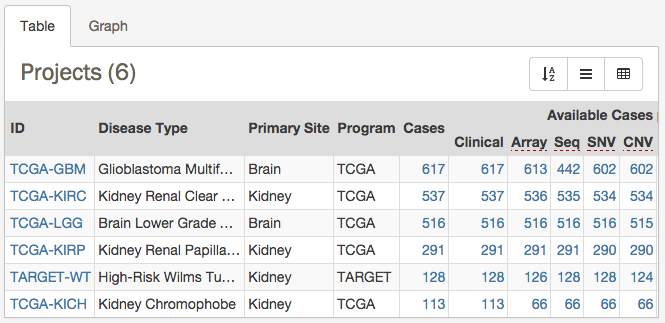 Table Graph
Projects (6)
Available Cases
ID Disease Type Primary Site Program Cases Clinical Array Seq SNV CNV
TCGA-GBM Glioblastoma Multif... Brain TCGA 617 617 613 442 602 602
TCGA-KIRC Kidney Renal Clear ... Kidney TCGA 537 537 536 535 534 534
TCGA-LGG Brain Lower Grade ... Brain TCGA 516 516 516 516 516 515
TCGA-KIRP Kidney Renal Papilla... Kidney TCGA 291 291 291 291 290 290
TARGET-WT High-Risk Wilms Tu... Kidney TARGET 128 128 126 128 128 124
TCGA-KICH Kidney Chromophobe Kidney TCGA 113 113 66 66 66 66